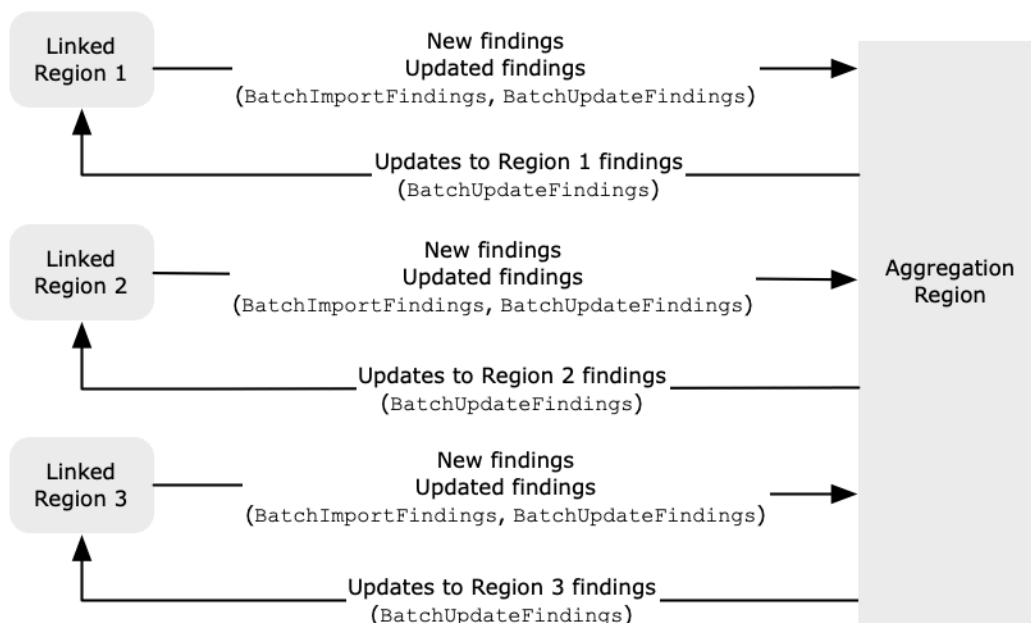 Linked
Region 1
New findings
Updated findings
(BatchImportFindings, BatchUpdateFindings)
Updates to Region 1 findings
(BatchUpdateFindings)
Linked
Region 2
New findings
Updated findings
(BatchImportFindings, BatchUpdateFindings)
Aggregation
Region
Updates to Region 2 findings
(BatchUpdateFindings)
Linked
Region 3
New findings
Updated findings
(BatchImportFindings, BatchUpdateFindings)
Updates to Region 3 findings
(BatchUpdateFindings)